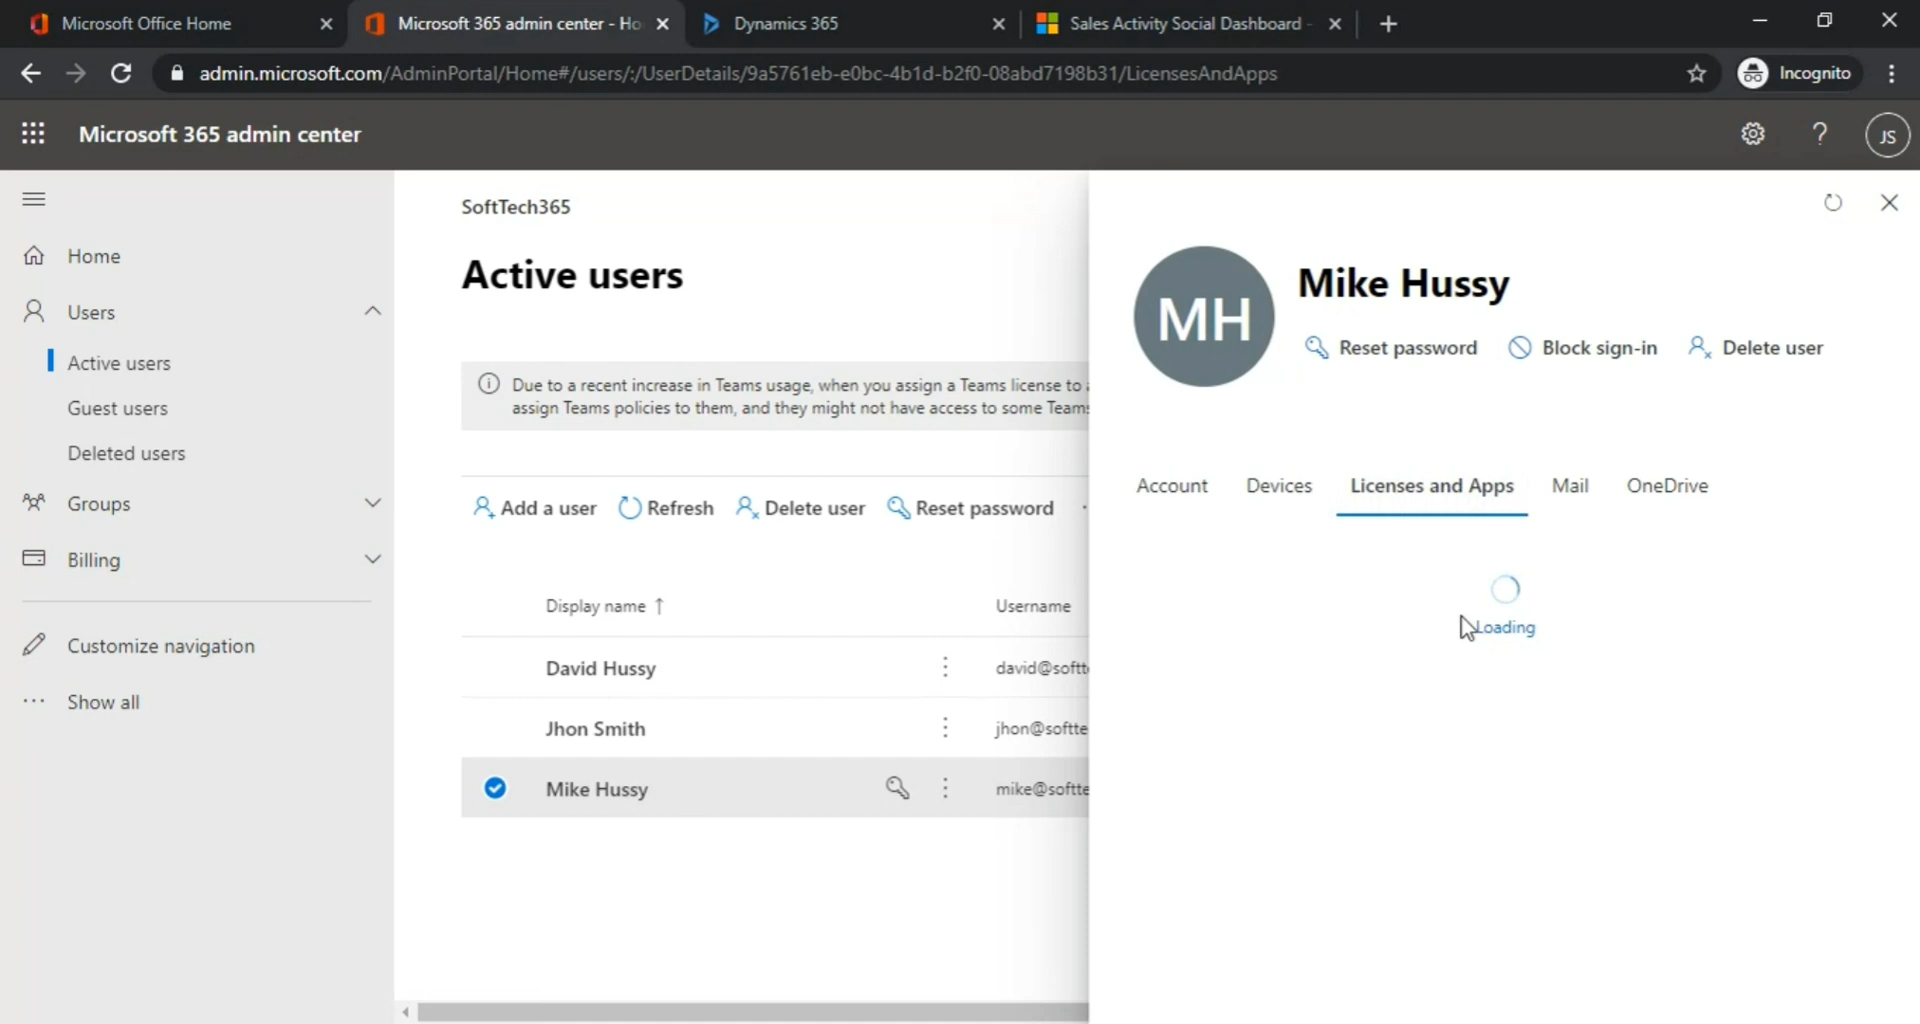 Microsoft Office Home
Microsoft 365 admin center - Ho
Dynamics 365
Sales Activity Social Dashboard -
admin.microsoft.com/AdminPortal/Home#/users/:/UserDetails/9a5761eb-e0bc-4b1d-b2f0-08abd7198b31/LicensesAndApps
Incognito
Microsoft 365 admin center
?
JS
Home
Users
Active users
Guest users
Deleted users
Groups
Billing
Customize navigation
Show all
SoftTech365
Active users
Due to a recent increase in Teams usage, when you assign a Teams license to
assign Teams policies to them, and they might not have access to some Teams
Add a user
Refresh
Delete user
Reset password
Display name ↑
Username
David Hussy
david@softt
Jhon Smith
jhon@softte
Mike Hussy
mike@softte
MH
Mike Hussy
Reset password
Block sign-in
Delete user
Account
Devices
Licenses and Apps
Mail
OneDrive
Loading